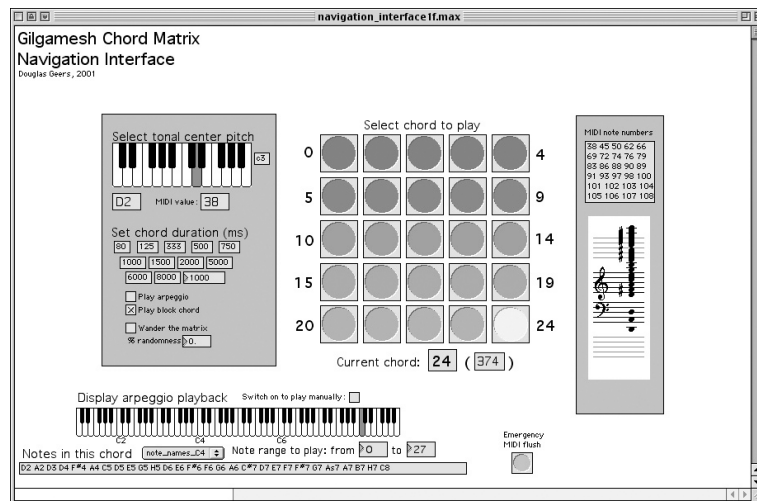 navigation_interface1f.max
Gilgamesh Chord Matrix
Navigation Interface
Douglas Geers, 2001
Select tonal center pitch
c3
D2 MIDI value: 38
Set chord duration (ms)
80 125 333 500 750
1000 1500 2000 5000
6000 8000 1000
Play arpeggio
Play block chord
Wander the matrix
% randomness 0.
Select chord to play
0 4
5 9
10 14
15 19
20 24
Current chord: 24 ( 374 )
MIDI note numbers
38 45 50 62 66
69 72 74 76 79
83 86 88 90 89
91 93 97 98 100
101 102 103 104
105 106 107 108
Display arpeggio playback Switch on to play manually:
C2 C4 C6
Notes in this chord note_names_C4 Note range to play: from 0 to 27
D2 A2 D3 D4 F#4 A4 C5 D5 E5 G5 H5 D6 E6 F#6 F6 G6 A6 C#7 D7 E7 F7 F#7 G7 As7 A7 B7 H7 C8
Emergency
MIDI flush